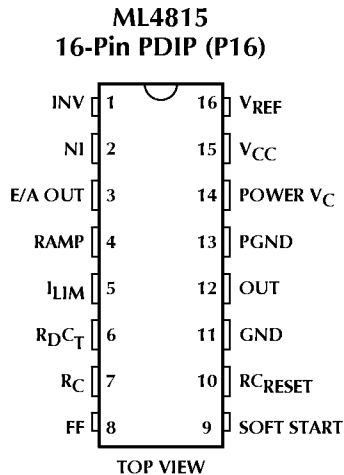 ML4815
16-Pin PDIP (P16)
INV 1 16 VREF
NI 2 15 VCC
E/A OUT 3 14 POWER VC
RAMP 4 13 PGND
ILIM 5 12 OUT
RDCT 6 11 GND
RC 7 10 RCRESET
FF 8 9 SOFT START
TOP VIEW